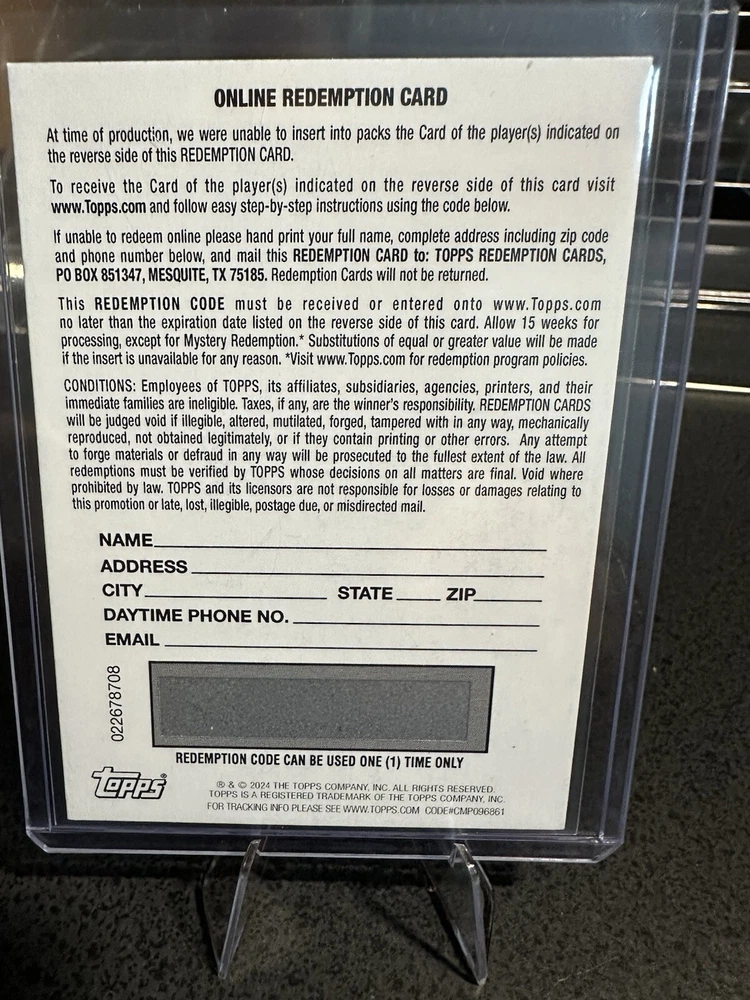 ONLINE REDEMPTION CARD
At time of production, we were unable to insert into packs the Card of the player(s) indicated on
the reverse side of this REDEMPTION CARD.
To receive the Card of the player(s) indicated on the reverse side of this card visit
www.Topps.com and follow easy step-by-step instructions using the code below.
If unable to redeem online please hand print your full name, complete address including zip code
and phone number below, and mail this REDEMPTION CARD to: TOPPS REDEMPTION CARDS,
PO BOX 851347, MESQUITE, TX 75185. Redemption Cards will not be returned.
This REDEMPTION CODE must be received or entered onto www.Topps.com
no later than the expiration date listed on the reverse side of this card. Allow 15 weeks for
processing, except for Mystery Redemption.* Substitutions of equal or greater value will be made
if the insert is unavailable for any reason. *Visit www.Topps.com for redemption program policies.
CONDITIONS: Employees of TOPPS, its affiliates, subsidiaries, agencies, printers, and their
immediate families are ineligible. Taxes, if any, are the winner's responsibility. REDEMPTION CARDS
will be judged void if illegible, altered, mutilated, forged, tampered with in any way, mechanically
reproduced, not obtained legitimately, or if they contain printing or other errors. Any attempt
to forge materials or defraud in any way will be prosecuted to the fullest extent of the law. All
redemptions must be verified by TOPPS whose decisions on all matters are final. Void where
prohibited by law. TOPPS and its licensors are not responsible for losses or damages relating to
this promotion or late, lost, illegible, postage due, or misdirected mail.
NAME
ADDRESS
CITY STATE ZIP
DAYTIME PHONE NO.
EMAIL
022678708
REDEMPTION CODE CAN BE USED ONE (1) TIME ONLY
topps®
® & © 2024 THE TOPPS COMPANY, INC. ALL RIGHTS RESERVED.
TOPPS IS A REGISTERED TRADEMARK OF THE TOPPS COMPANY, INC.
FOR TRACKING INFO PLEASE SEE WWW.TOPPS.COM CODE#CMP096861